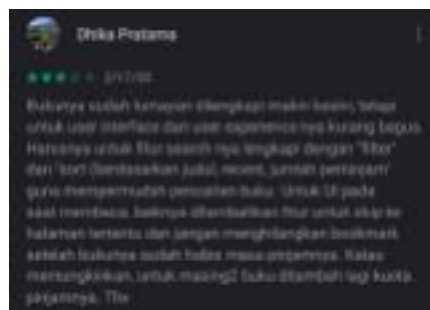 Dhika Pratama
Bukunya sudah lumayan dilengkapi makin kesini, tetapi
untuk user interface dan user experience nya kurang bagus.
Harusnya untuk fitur search nya lengkapi dengan "filter"
dan "sort (berdasarkan judul, recent, jumlah peminjam)"
guna mempermudah pencarian buku. Untuk UI pada
saat membaca, baiknya ditambahkan fitur untuk skip ke
halaman tertentu dan jangan menghilangkan bookmark
setelah bukunya sudah habis masa pinjamnya. Kalau
memungkinkan, untuk masing2 buku ditambah lagi kuota
pinjamnya. Thx